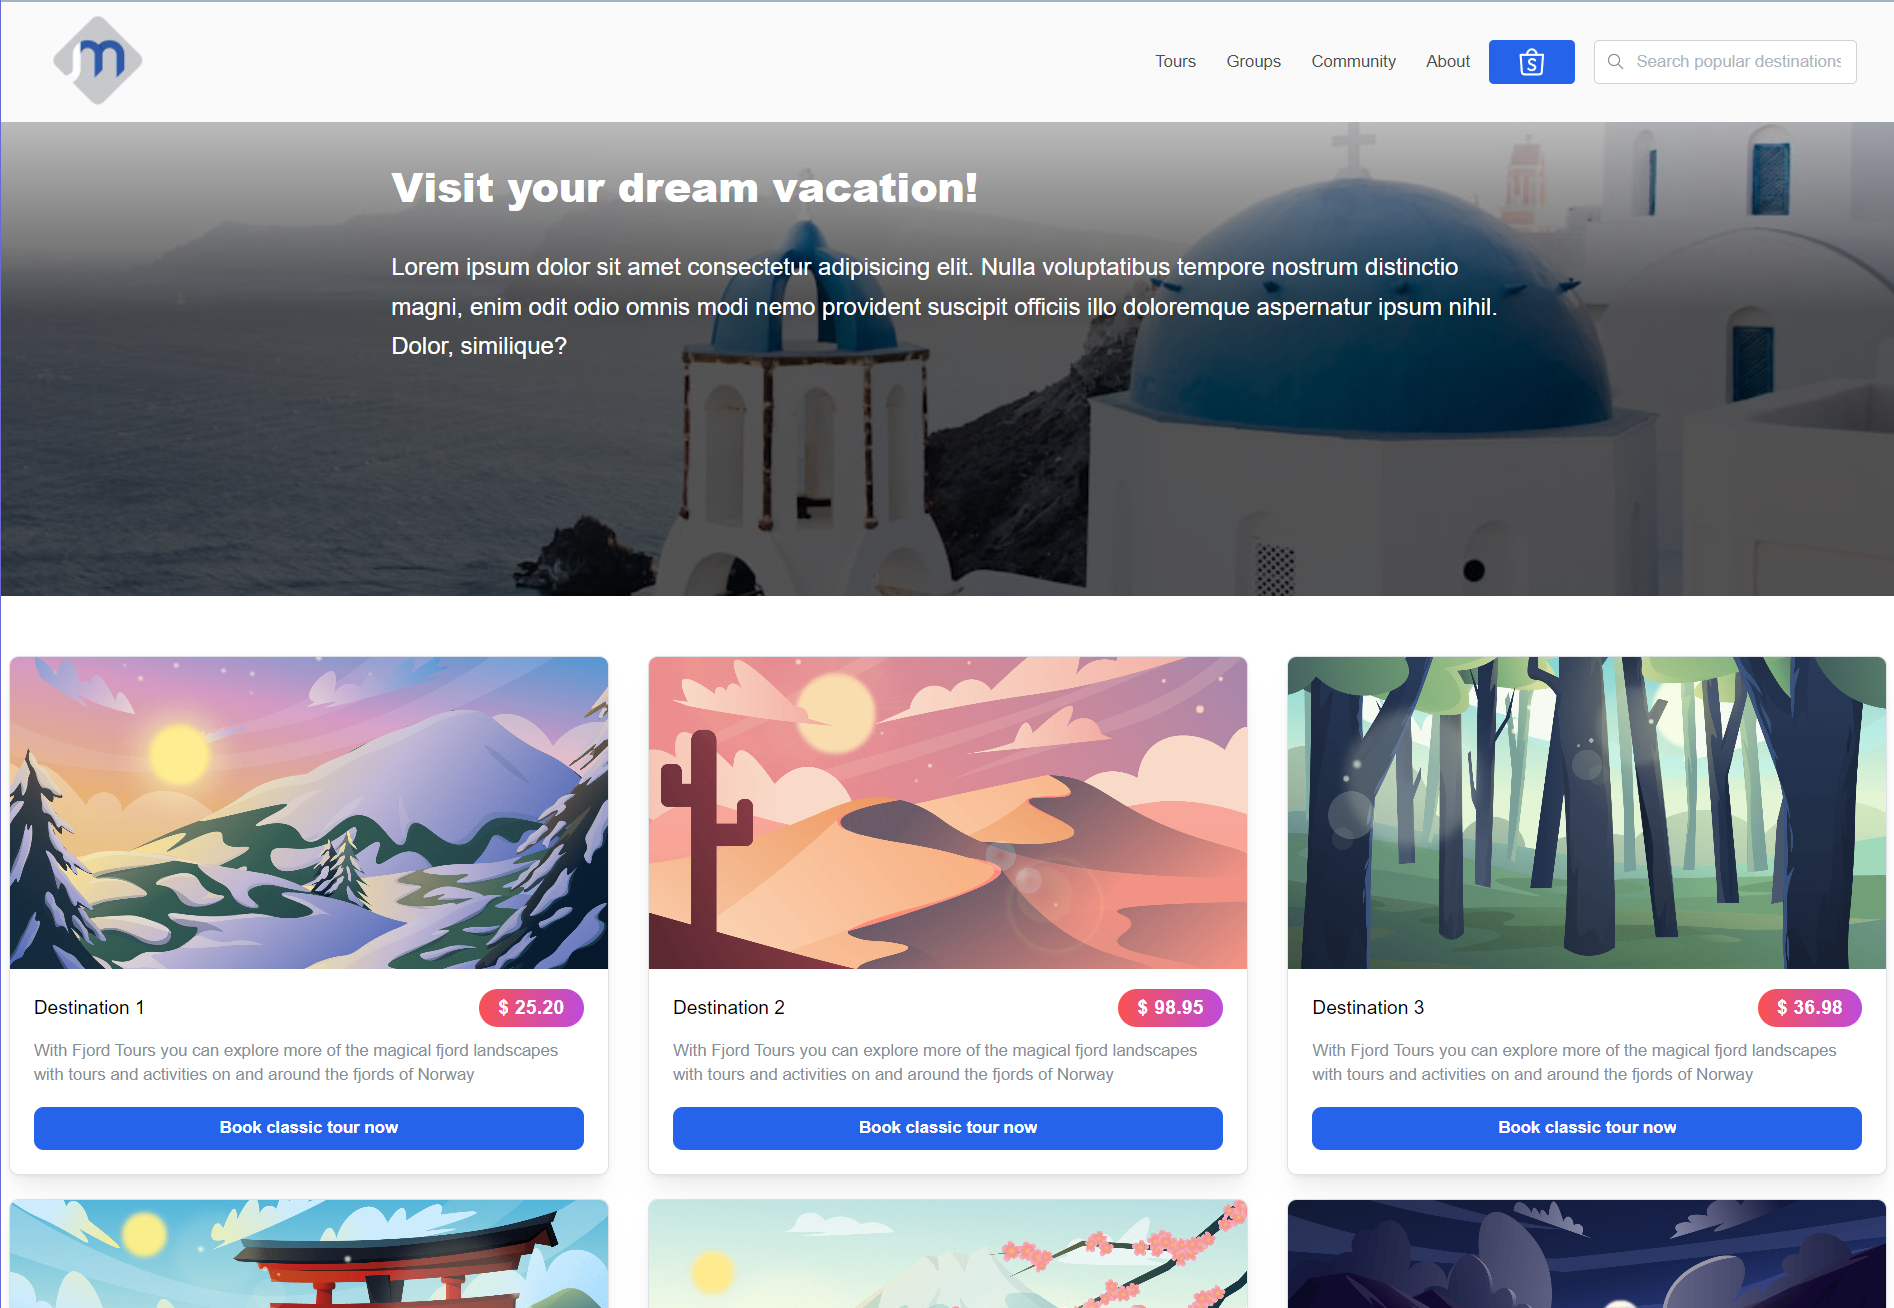 m
Tours
Groups
Community
About
S
Search popular destinations
Visit your dream vacation!
Lorem ipsum dolor sit amet consectetur adipisicing elit. Nulla voluptatibus tempore nostrum distinctio
magni, enim odit odio omnis modi nemo provident suscipit officiis illo doloremque aspernatur ipsum nihil.
Dolor, similique?
Destination 1
$ 25.20
With Fjord Tours you can explore more of the magical fjord landscapes
with tours and activities on and around the fjords of Norway
Book classic tour now
Destination 2
$ 98.95
With Fjord Tours you can explore more of the magical fjord landscapes
with tours and activities on and around the fjords of Norway
Book classic tour now
Destination 3
$ 36.98
With Fjord Tours you can explore more of the magical fjord landscapes
with tours and activities on and around the fjords of Norway
Book classic tour now